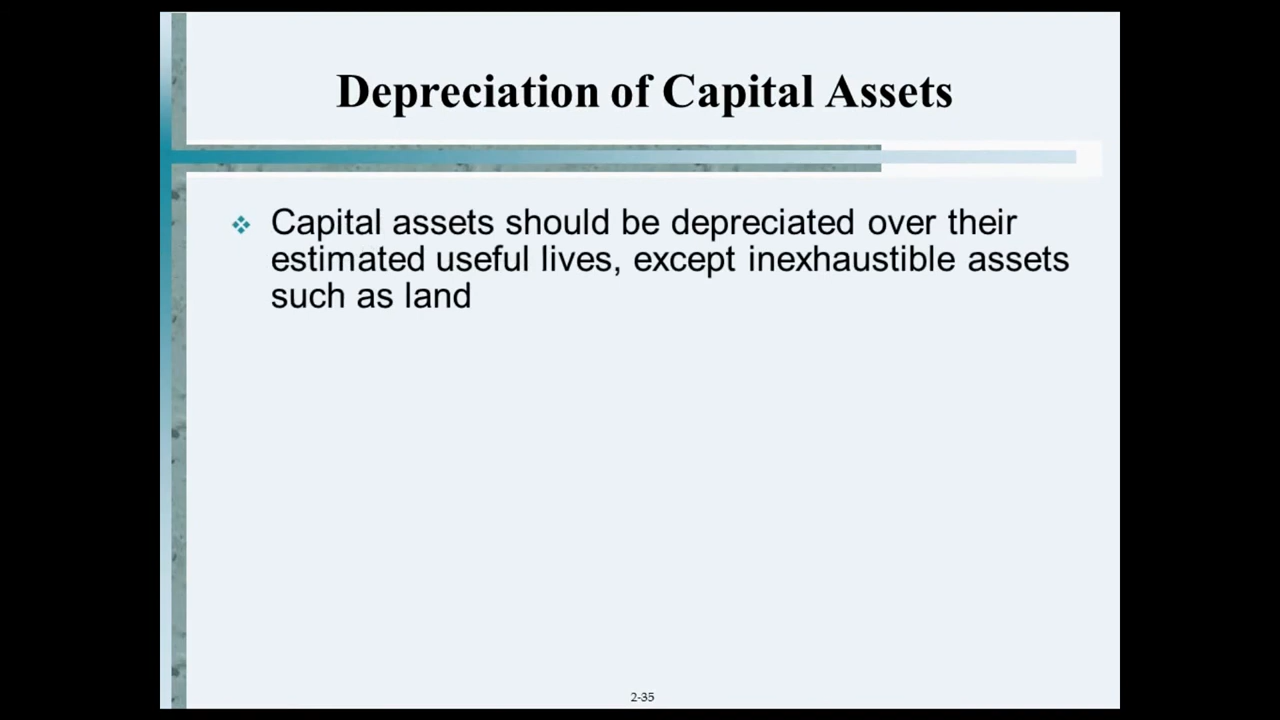 Depreciation of Capital Assets
Capital assets should be depreciated over their
estimated useful lives, except inexhaustible assets
such as land
2-35